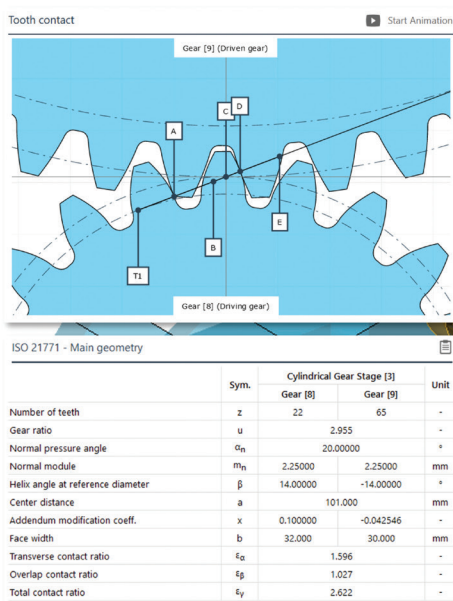 Tooth contact
Start Animation
Gear [9] (Driven gear)
C D
A
B
E
T1
Gear [8] (Driving gear)
ISO 21771 - Main geometry
Sym. Cylindrical Gear Stage [3] Unit
Gear [8] Gear [9]
Number of teeth z 22 65 -
Gear ratio u 2.955 -
Normal pressure angle αn 20.00000 °
Normal module mn 2.25000 2.25000 mm
Helix angle at reference diameter β 14.00000 -14.00000 °
Center distance a 101.000 mm
Addendum modification coeff. x 0.100000 -0.042546 -
Face width b 32.000 30.000 mm
Transverse contact ratio εα 1.596 -
Overlap contact ratio εβ 1.027 -
Total contact ratio εγ 2.622 -